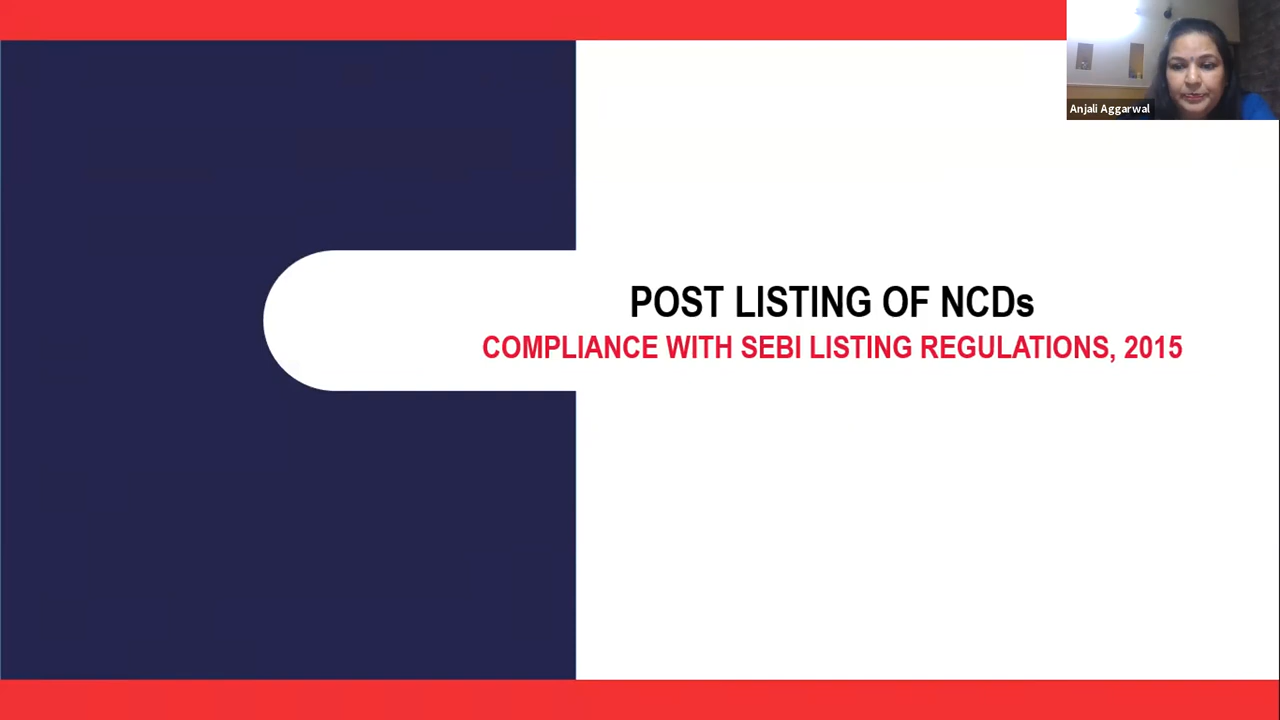 Anjali Aggarwal
POST LISTING OF NCDs
COMPLIANCE WITH SEBI LISTING REGULATIONS, 2015